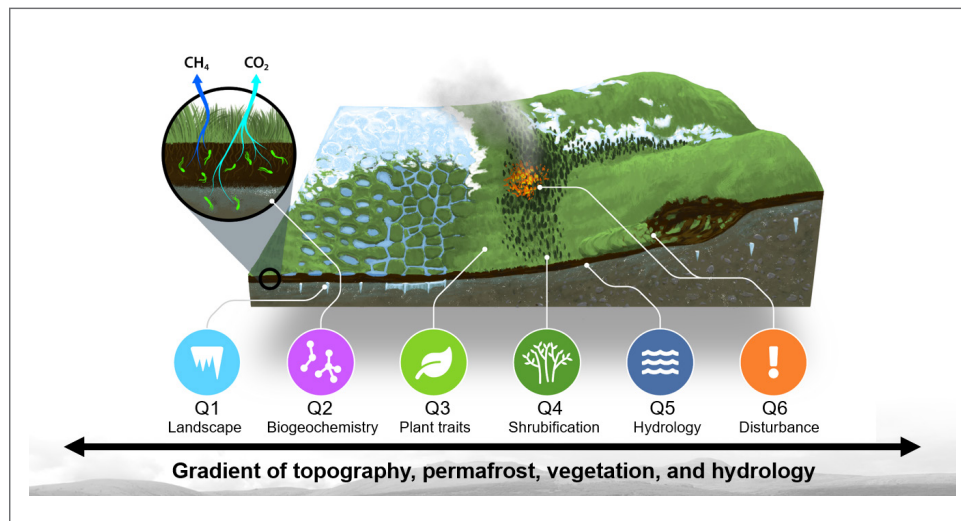 CH₄ CO₂
Q1 Q2 Q3 Q4 Q5 Q6
Landscape Biogeochemistry Plant traits Shrubification Hydrology Disturbance
Gradient of topography, permafrost, vegetation, and hydrology